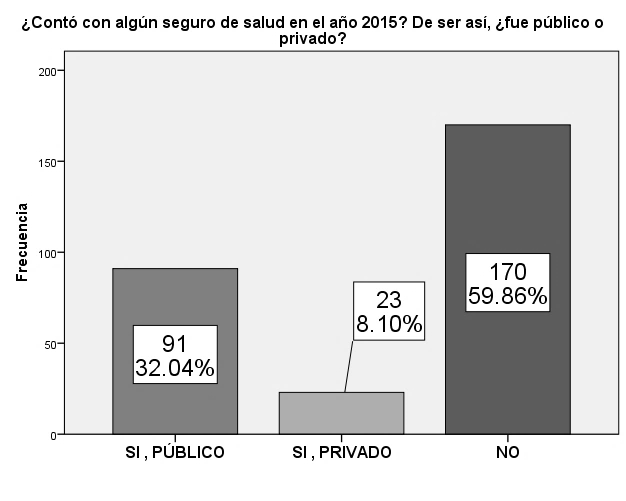 ¿Contó con algún seguro de salud en el año 2015? De ser así, ¿fue público o
privado?
200
150
100
50
0
Frecuencia
91
32.04%
23
8.10%
170
59.86%
SI , PÚBLICO
SI , PRIVADO
NO